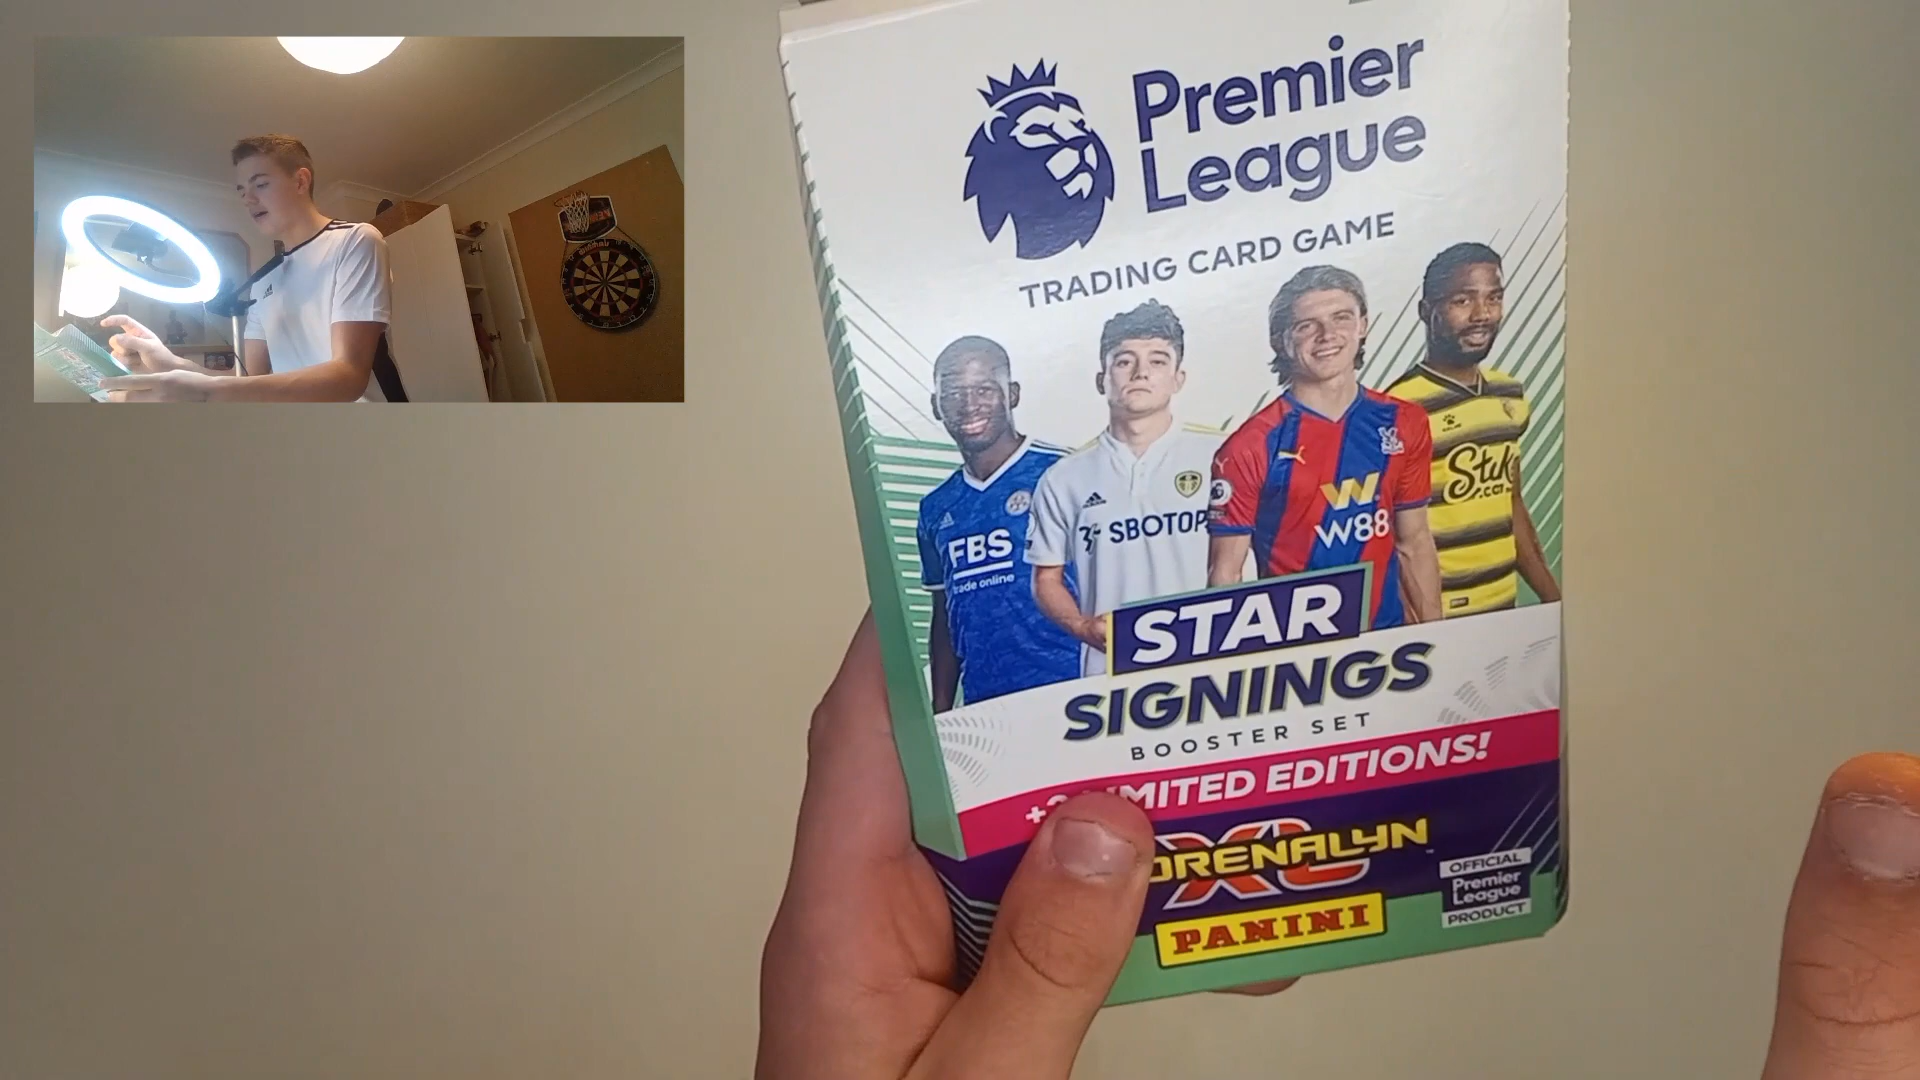 Premier
League
TRADING CARD GAME
FBS
trade online
SBOTOP
W88
STAR
SIGNINGS
BOOSTER SET
EDITIONS!
PANINI
OFFICIAL
Premier
League
PRODUCT